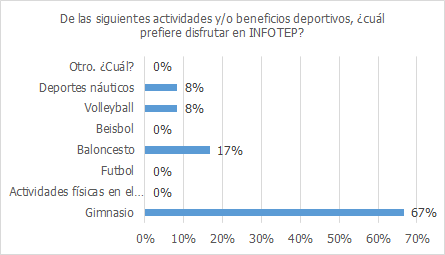 De las siguientes actividades y/o beneficios deportivos, ¿cuál
prefiere disfrutar en INFOTEP?
Otro. ¿Cuál? 0%
Deportes náuticos 8%
Volleyball 8%
Beisbol 0%
Baloncesto 17%
Futbol 0%
Actividades físicas en el... 0%
Gimnasio 67%
0% 10% 20% 30% 40% 50% 60% 70%